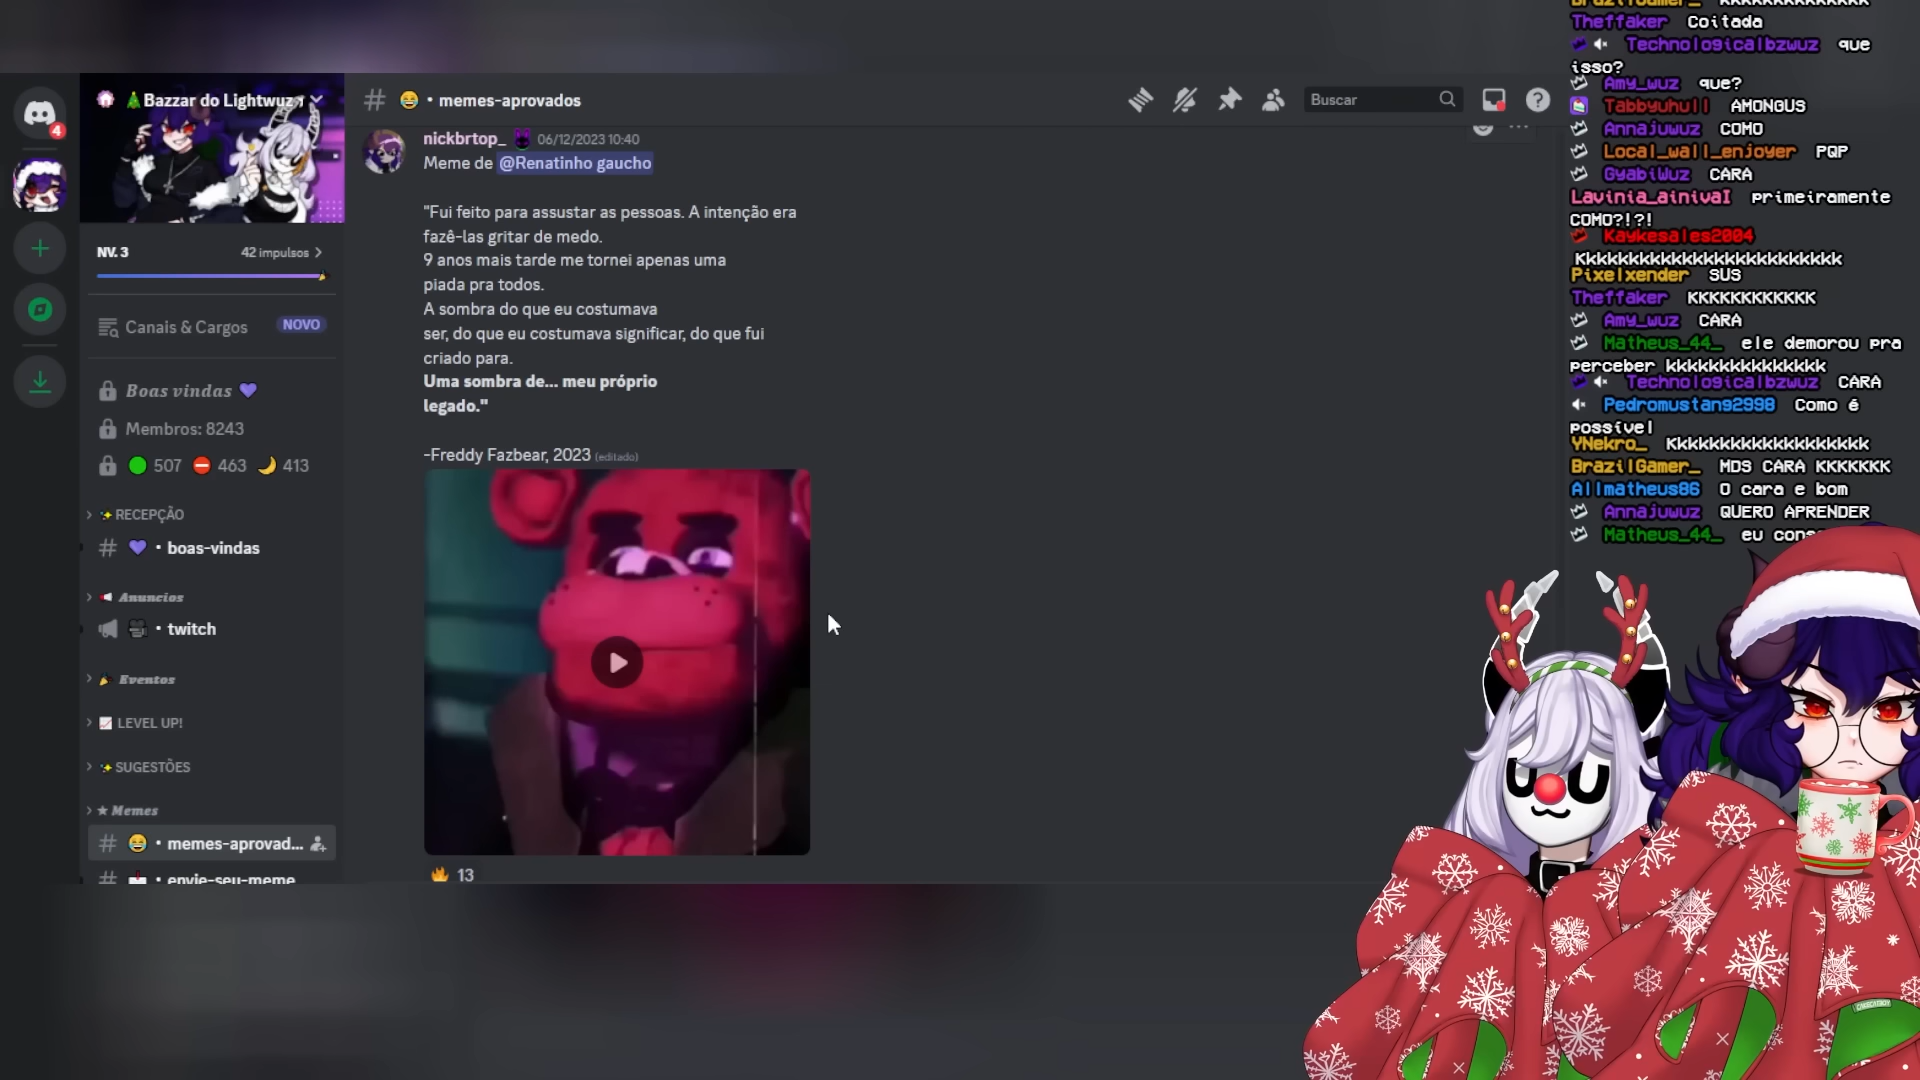 4
Bazzar do Lightwuz
NV. 3
42 impulsos
Canais & Cargos
NOVO
Boas vindas
Membros: 8243
507
463
413
RECEPÇÃO
boas-vindas
Anuncios
twitch
Eventos
LEVEL UP!
SUGESTÕES
Memes
memes-aprovad...
envie-seu-meme
memes-aprovados
Buscar
nickbrtop_ 06/12/2023 10:40
Meme de @Renatinho gaucho
"Fui feito para assustar as pessoas. A intenção era
fazê-las gritar de medo.
9 anos mais tarde me tornei apenas uma
piada pra todos.
A sombra do que eu costumava
ser, do que eu costumava significar, do que fui
criado para.
Uma sombra de... meu próprio
legado."
-Freddy Fazbear, 2023 (editado)
13
Theffaker Coitada
Technologicalbzwuz que
isso?
Amy_wuz que?
Tabbyuhull AMONGUS
Annajuwuz COMO
Local_wall_enjoyer PQP
GyabiWuz CARA
Lavinia_ainivaI primeiramente
COMO?!?!
Kaykesales2004
Kkkkkkkkkkkkkkkkkkkkkkkkk
Pixelxender SUS
Theffaker KKKKKKKKKKKK
Amy_wuz CARA
Matheus_44_ ele demorou pra
perceber kkkkkkkkkkkkkkk
Technologicalbzwuz CARA
Pedromustang2998 Como é
possível
YNekro_ Kkkkkkkkkkkkkkkkkkk
BrazilGamer_ MDS CARA KKKKKKK
Allmatheus86 O cara e bom
Annajuwuz QUERO APRENDER
Matheus_44_ eu